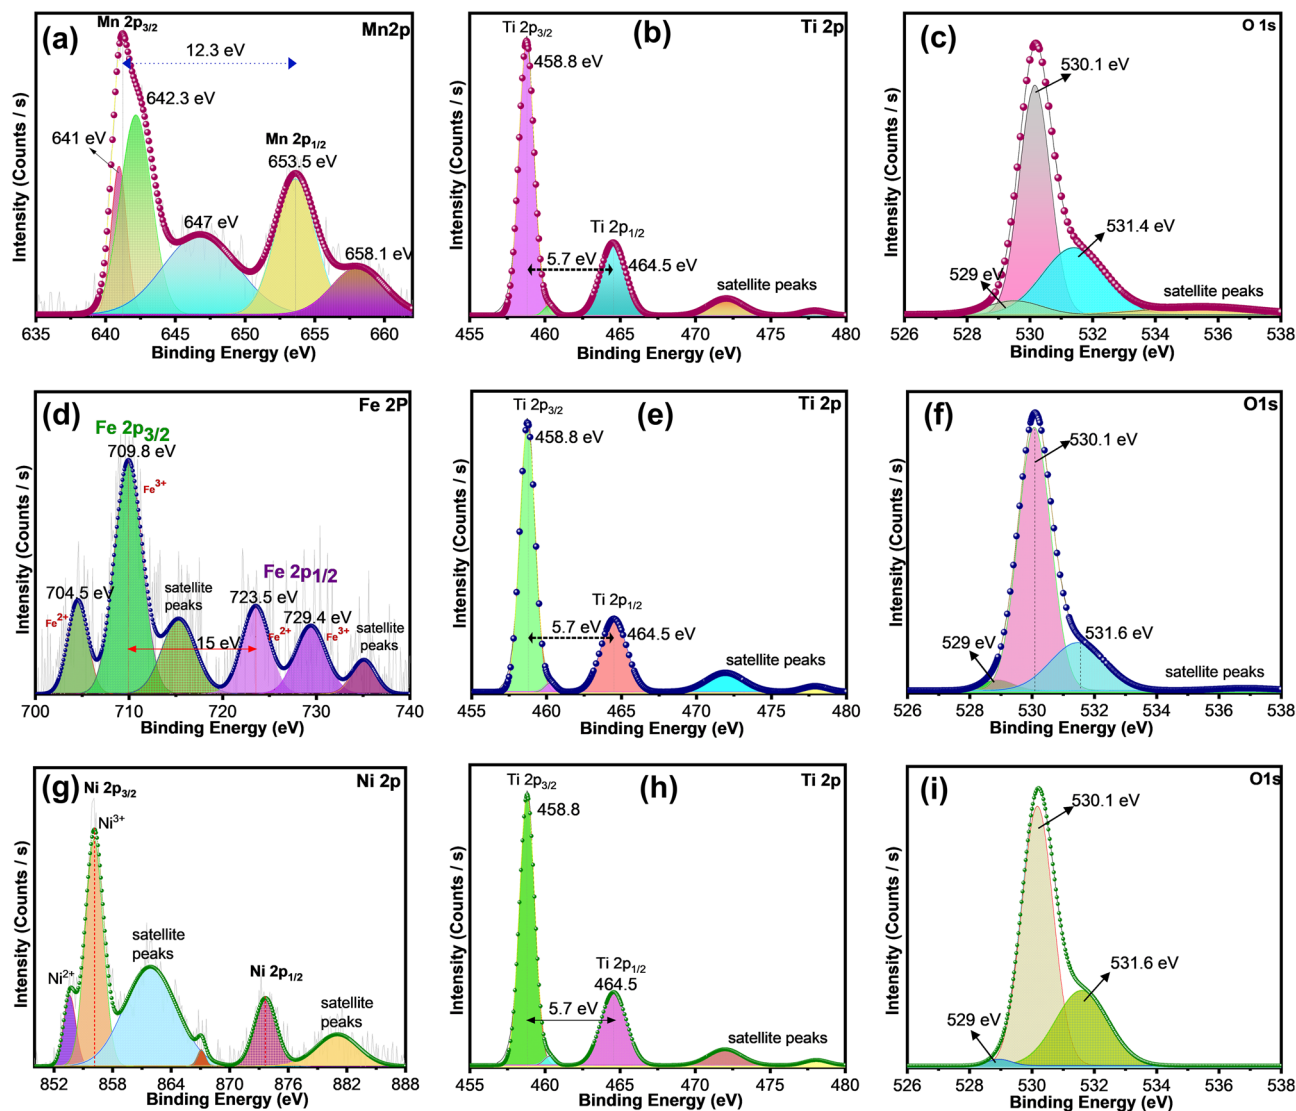 (a)
Mn 2p3/2
Mn2p
12.3 eV
642.3 eV
641 eV
Mn 2p1/2
653.5 eV
647 eV
658.1 eV
Intensity (Counts / s)
635 640 645 650 655 660
Binding Energy (eV)
(b)
Ti 2p
Ti 2p3/2
458.8 eV
Ti 2p1/2
5.7 eV
464.5 eV
satellite peaks
Intensity (Counts / s)
455 460 465 470 475 480
Binding Energy (eV)
(c)
O 1s
530.1 eV
531.4 eV
529 eV
satellite peaks
Intensity (Counts / s)
526 528 530 532 534 536 538
Binding Energy (eV)
(d)
Fe 2P
Fe 2p3/2
709.8 eV
Fe3+
Fe 2p1/2
704.5 eV
satellite
peaks
723.5 eV
729.4 eV
Fe2+
15 eV
Fe2+
Fe3+
satellite
peaks
Intensity (Counts / s)
700 710 720 730 740
Binding Energy (eV)
(e)
Ti 2p
Ti 2p3/2
458.8 eV
Ti 2p1/2
5.7 eV
464.5 eV
satellite peaks
Intensity (Counts / s)
455 460 465 470 475 480
Binding Energy (eV)
(f)
O1s
530.1 eV
531.6 eV
529 eV
satellite peaks
Intensity (Counts / s)
526 528 530 532 534 536 538
Binding Energy (eV)
(g)
Ni 2p
Ni 2p3/2
Ni3+
satellite
peaks
Ni2+
Ni 2p1/2
satellite
peaks
Intensity (Counts / s)
852 858 864 870 876 882 888
Binding Energy (eV)
(h)
Ti 2p
Ti 2p3/2
458.8
Ti 2p1/2
464.5
5.7 eV
satellite peaks
Intensity (Counts / s)
455 460 465 470 475 480
Binding Energy (eV)
(i)
O1s
530.1 eV
531.6 eV
529 eV
Intensity (Counts / s)
526 528 530 532 534 536 538
Binding Energy (eV)